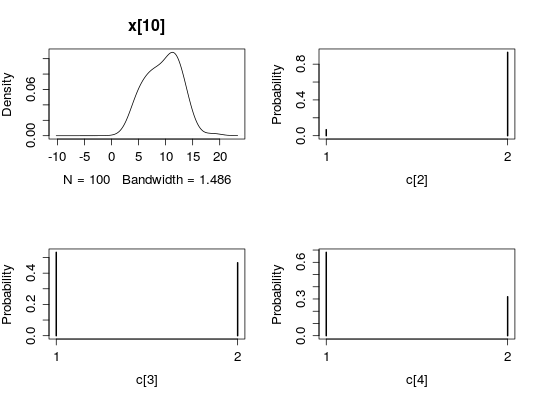 x[10]
Density
0.00 0.06
-10 -5 0 5 10 15 20
N = 100 Bandwidth = 1.486
Probability
0.0 0.4 0.8
1 2
c[2]
Probability
0.0 0.2 0.4
1 2
c[3]
Probability
0.0 0.3 0.6
1 2
c[4]